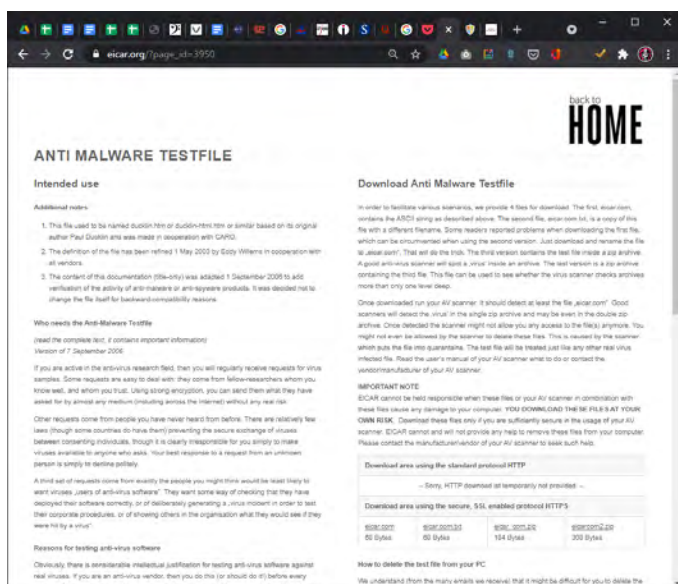 eicar.org/?page_id=3950
back to
HOME
ANTI MALWARE TESTFILE
Intended use
Additional notes:
1. This file used to be named ducklin.htm or ducklin-html.htm or similar based on its original
author Paul Ducklin and was made in cooperation with CARO.
2. The definition of the file has been refined 1 May 2003 by Eddy Willems in cooperation with
all vendors.
3. The content of this documentation (title-only) was adapted 1 September 2006 to add
verification of the activity of anti-malware or anti-spyware products. It was decided not to
change the file itself for backward-compatibility reasons.
Who needs the Anti-Malware Testfile
(read the complete text, it contains important information)
Version of 7 September 2006
If you are active in the anti-virus research field, then you will regularly receive requests for virus
samples. Some requests are easy to deal with: they come from fellow-researchers whom you
know well, and whom you trust. Using strong encryption, you can send them what they have
asked for by almost any medium (including across the Internet) without any real risk.
Other requests come from people you have never heard from before. There are relatively few
laws (though some countries do have them) preventing the secure exchange of viruses
between consenting individuals, though it is clearly irresponsible for you simply to make
viruses available to anyone who asks. Your best response to a request from an unknown
person is simply to decline politely.
A third set of requests come from exactly the people you might think would be least likely to
want viruses „users of anti-virus software". They want some way of checking that they have
deployed their software correctly, or of deliberately generating a „virus incident in order to test
their corporate procedures, or of showing others in the organisation what they would see if they
were hit by a virus".
Reasons for testing anti-virus software
Obviously, there is considerable intellectual justification for testing anti-virus software against
real viruses. If you are an anti-virus vendor, then you do this (or should do it!) before every
Download Anti Malware Testfile
In order to facilitate various scenarios, we provide 4 files for download. The first, eicar.com,
contains the ASCII string as described above. The second file, eicar.com.txt, is a copy of this
file with a different filename. Some readers reported problems when downloading the first file,
which can be circumvented when using the second version. Just download and rename the file
to „eicar.com". That will do the trick. The third version contains the test file inside a zip archive.
A good anti-virus scanner will spot a „virus' inside an archive. The last version is a zip archive
containing the third file. This file can be used to see whether the virus scanner checks archives
more than only one level deep.
Once downloaded run your AV scanner. It should detect at least the file „eicar.com". Good
scanners will detect the „virus' in the single zip archive and may be even in the double zip
archive. Once detected the scanner might not allow you any access to the file(s) anymore. You
might not even be allowed by the scanner to delete these files. This is caused by the scanner
which puts the file into quarantaine. The test file will be treated just like any other real virus
infected file. Read the user's manual of your AV scanner what to do or contact the
vendor/manufacturer of your AV scanner.
IMPORTANT NOTE
EICAR cannot be held responsible when these files or your AV scanner in combination with
these files cause any damage to your computer. YOU DOWNLOAD THESE FILES AT YOUR
OWN RISK. Download these files only if you are sufficiently secure in the usage of your AV
scanner. EICAR cannot and will not provide any help to remove these files from your computer.
Please contact the manufacturer/vendor of your AV scanner to seek such help.
Download area using the standard protocol HTTP
– Sorry, HTTP download ist temporarily not provided. –
Download area using the secure, SSL enabled protocol HTTPS
eicar.com eicar.com.txt eicar_com.zip eicarcom2.zip
68 Bytes 68 Bytes 184 Bytes 308 Bytes
How to delete the test file from your PC
We understand (from the many emails we receive) that it might be difficult for you to delete the